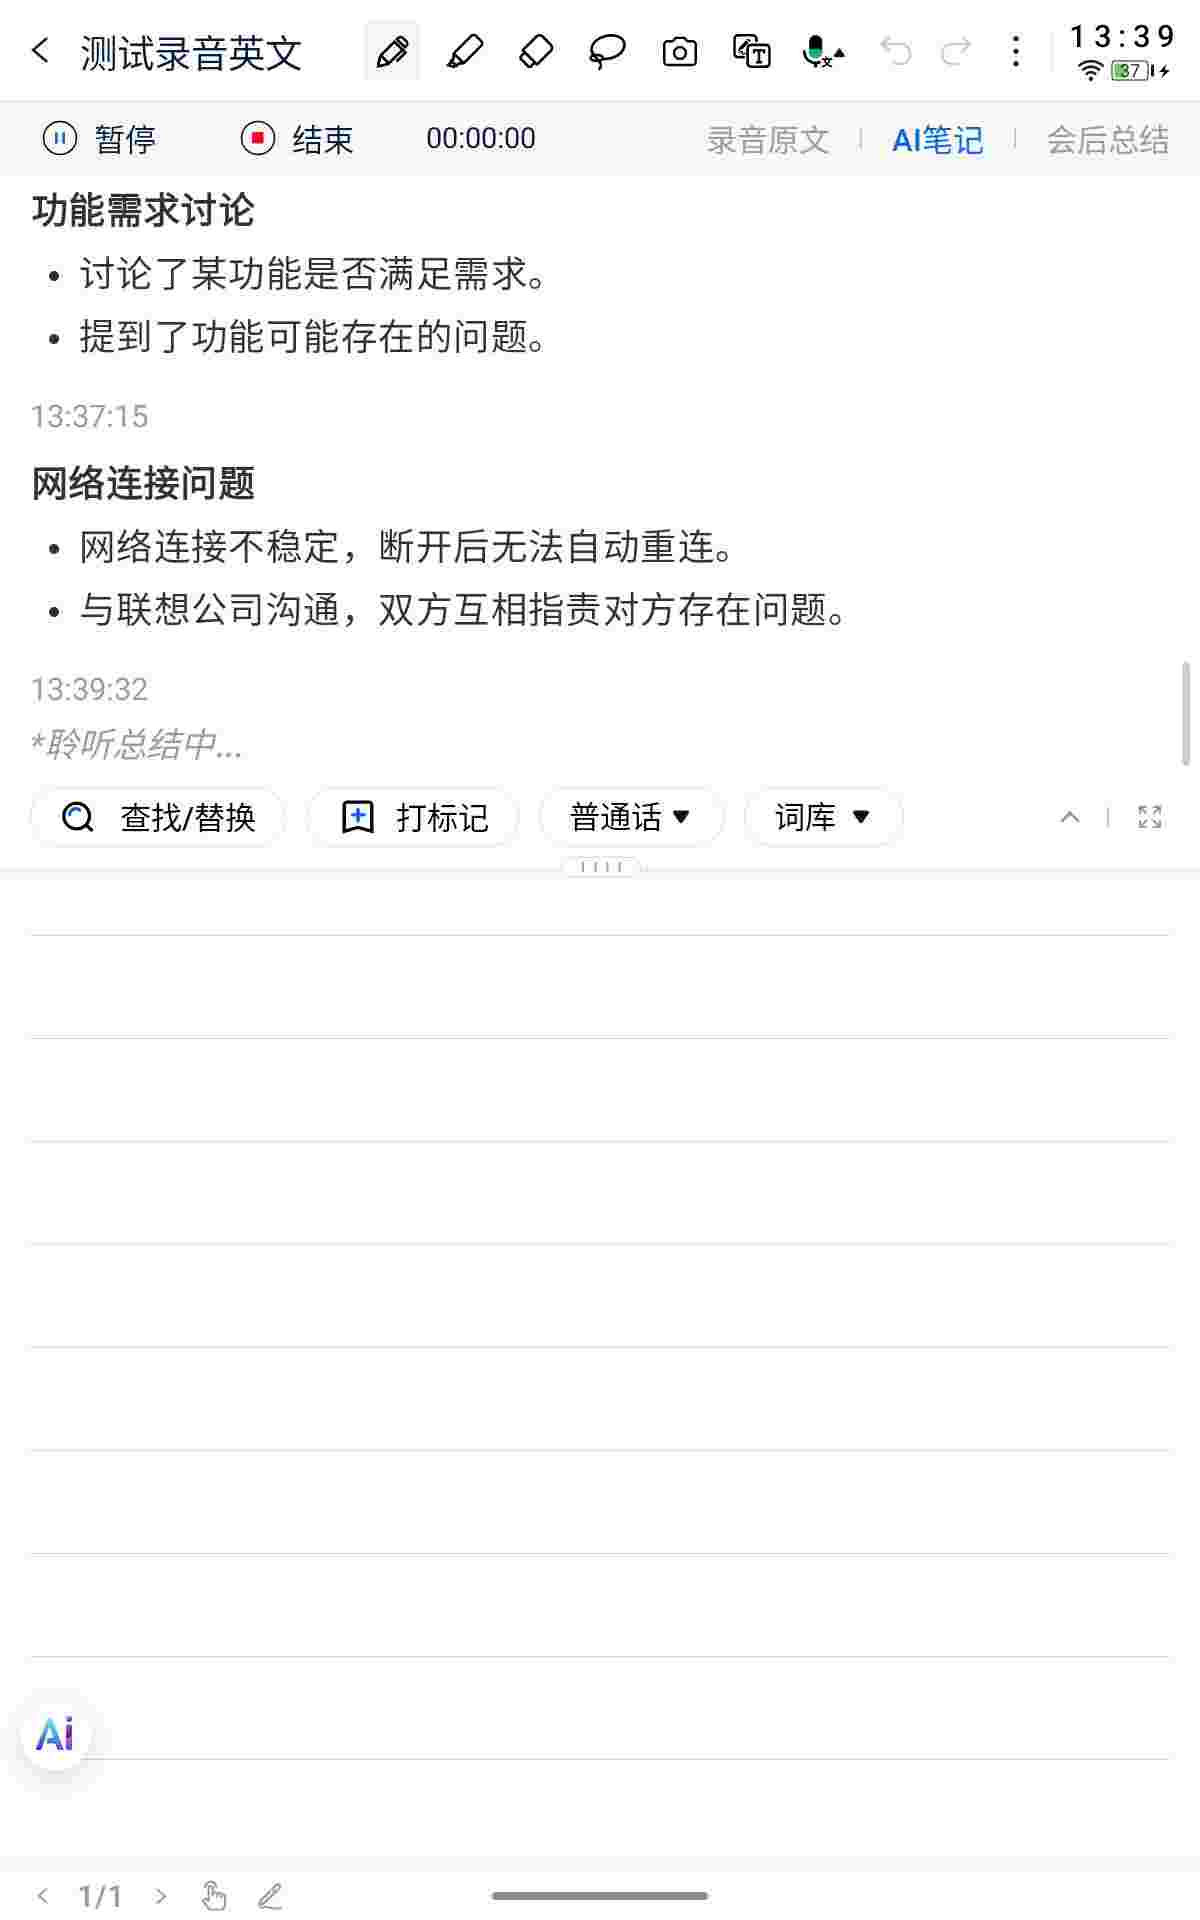 测试录音英文
13:39
37
暂停 结束 00:00:00 录音原文 AI笔记 会后总结
功能需求讨论
• 讨论了某功能是否满足需求。
• 提到了功能可能存在的问题。
13:37:15
网络连接问题
• 网络连接不稳定，断开后无法自动重连。
• 与联想公司沟通，双方互相指责对方存在问题。
13:39:32
*聆听总结中...
查找/替换 打标记 普通话 词库
Ai
1/1